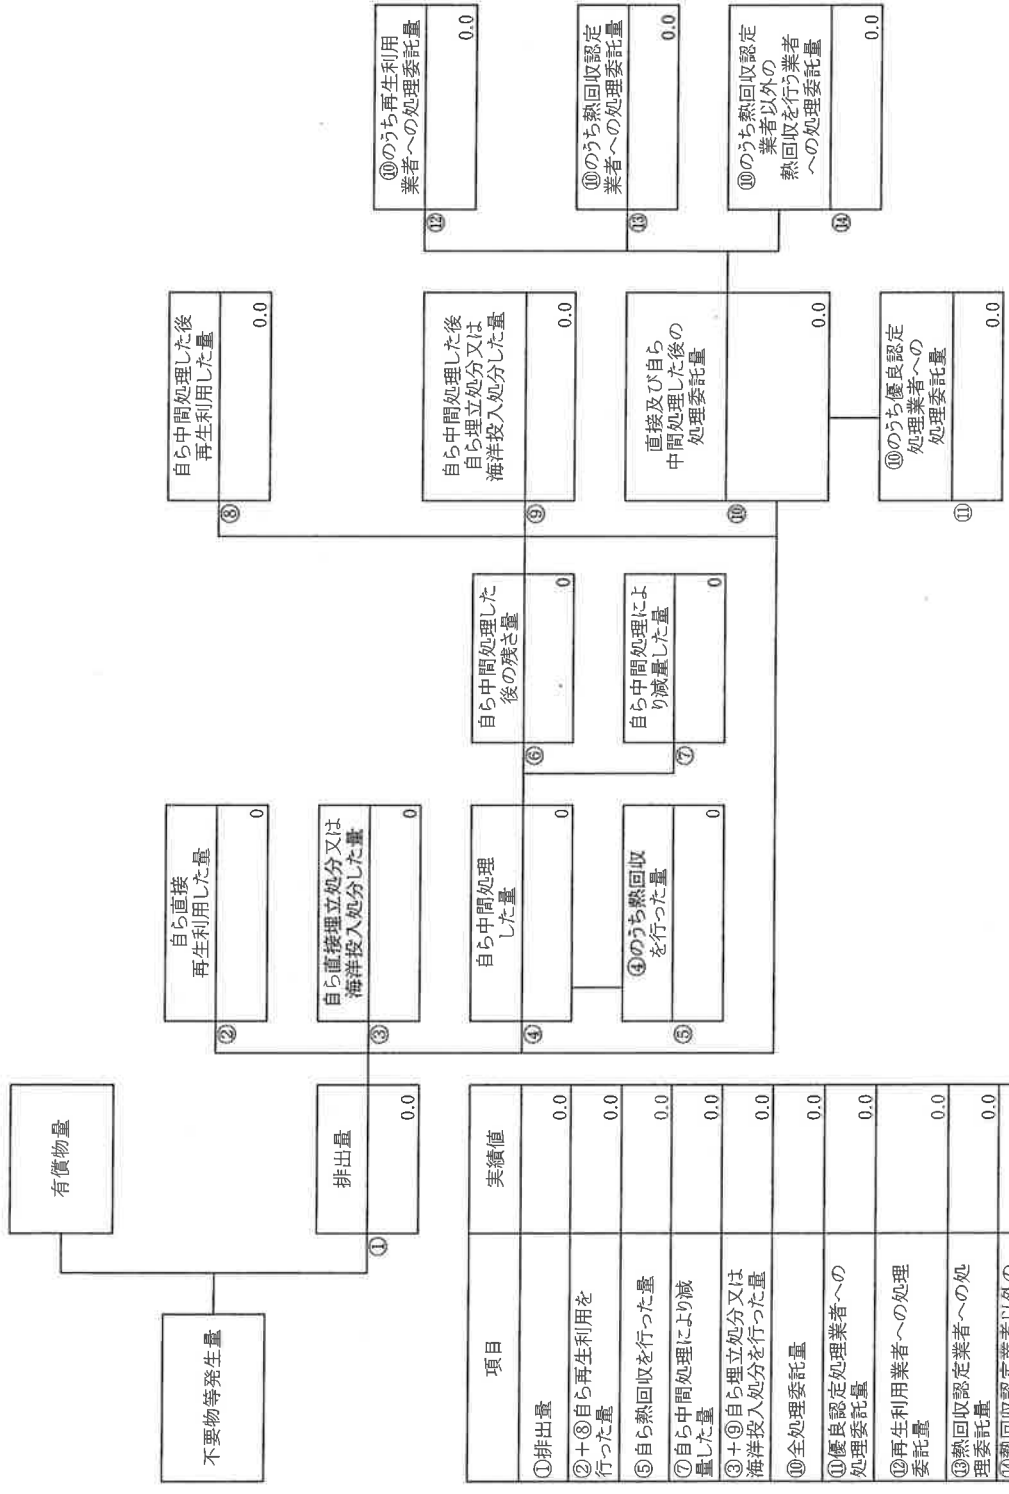 有償物量
不要物等発生量
排出量
①
0.0
自ら直接
再生利用した量
②
0
自ら直接埋立処分又は
海洋投入処分した量
③
0
自ら中間処理
した量
④
0
④のうち熱回収
を行った量
⑤
0
自ら中間処理した
後の残さ量
⑥
0
自ら中間処理によ
り減量した量
⑦
0
自ら中間処理した後
再生利用した量
⑧
0.0
自ら中間処理した後
自ら埋立処分又は
海洋投入処分した量
⑨
0.0
直接及び自ら
中間処理した後の
処理委託量
⑩
0.0
⑩のうち優良認定
処理業者への
処理委託量
⑪
0.0
⑩のうち再生利用
業者への処理委託量
⑫
0.0
⑩のうち熱回収認定
業者への処理委託量
⑬
0.0
⑩のうち熱回収認定
業者以外の
熱回収を行う業者
への処理委託量
⑭
0.0
項目 実績値
①排出量 0.0
②+⑧自ら再生利用を
行った量 0.0
⑤自ら熱回収を行った量 0.0
⑦自ら中間処理により減
量した量 0.0
③+⑨自ら埋立処分又は
海洋投入処分を行った量 0.0
⑩全処理委託量 0.0
⑪優良認定処理業者への
処理委託量 0.0
⑫再生利用業者への処理
委託量 0.0
⑬熱回収認定業者への処
理委託量 0.0
⑭熱回収認定業者以外の